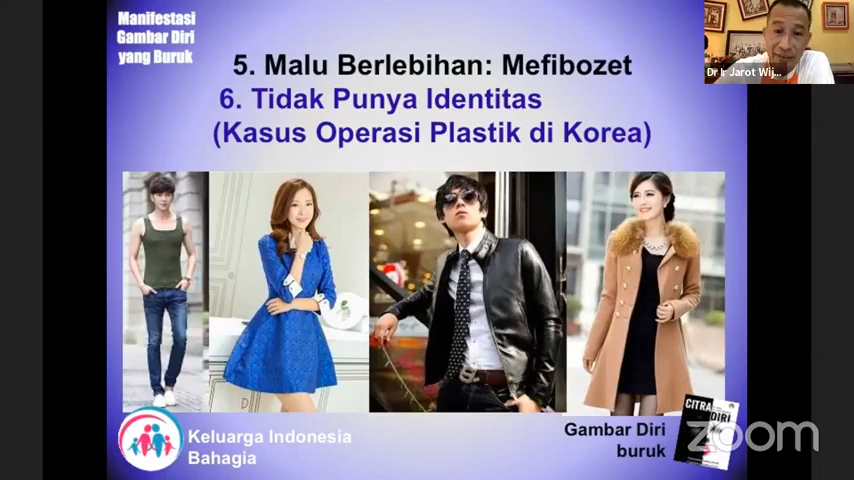 Manifestasi
Gambar Diri
yang Buruk
5. Malu Berlebihan: Mefibozet
6. Tidak Punya Identitas
(Kasus Operasi Plastik di Korea)
Dr Ir Jarot Wij...
Keluarga Indonesia
Bahagia
Gambar Diri
buruk
CITRA
DIRI
zoom